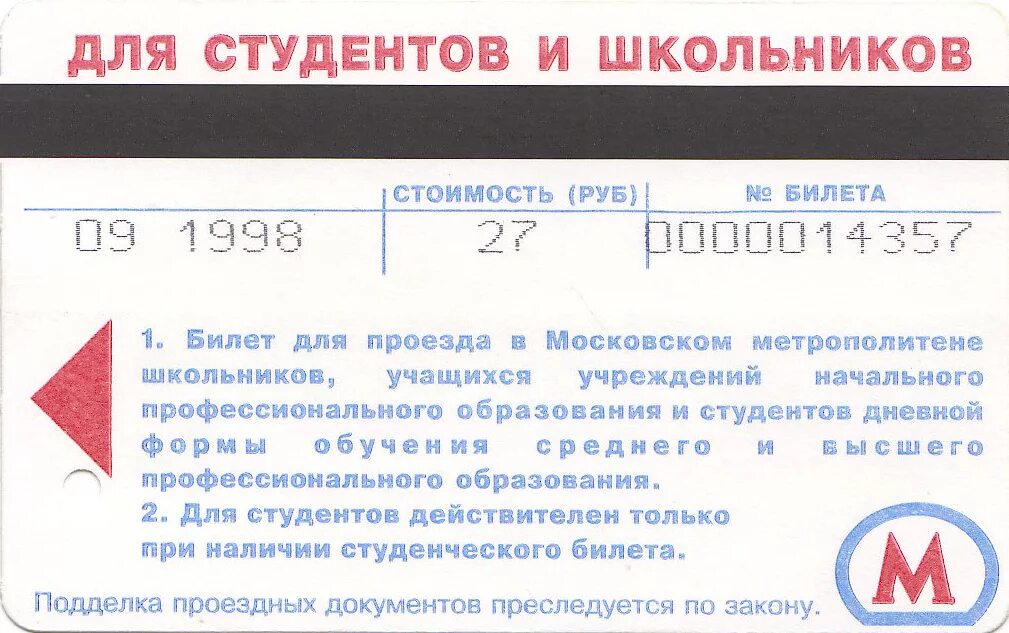 ДЛЯ СТУДЕНТОВ И ШКОЛЬНИКОВ
СТОИМОСТЬ (РУБ) № БИЛЕТА
09 1998 27 0000014357
1. Билет для проезда в Московском метрополитене
школьников, учащихся учреждений начального
профессионального образования и студентов дневной
формы обучения среднего и высшего
профессионального образования.
2. Для студентов действителен только
при наличии студенческого билета.
М
Подделка проездных документов преследуется по закону.